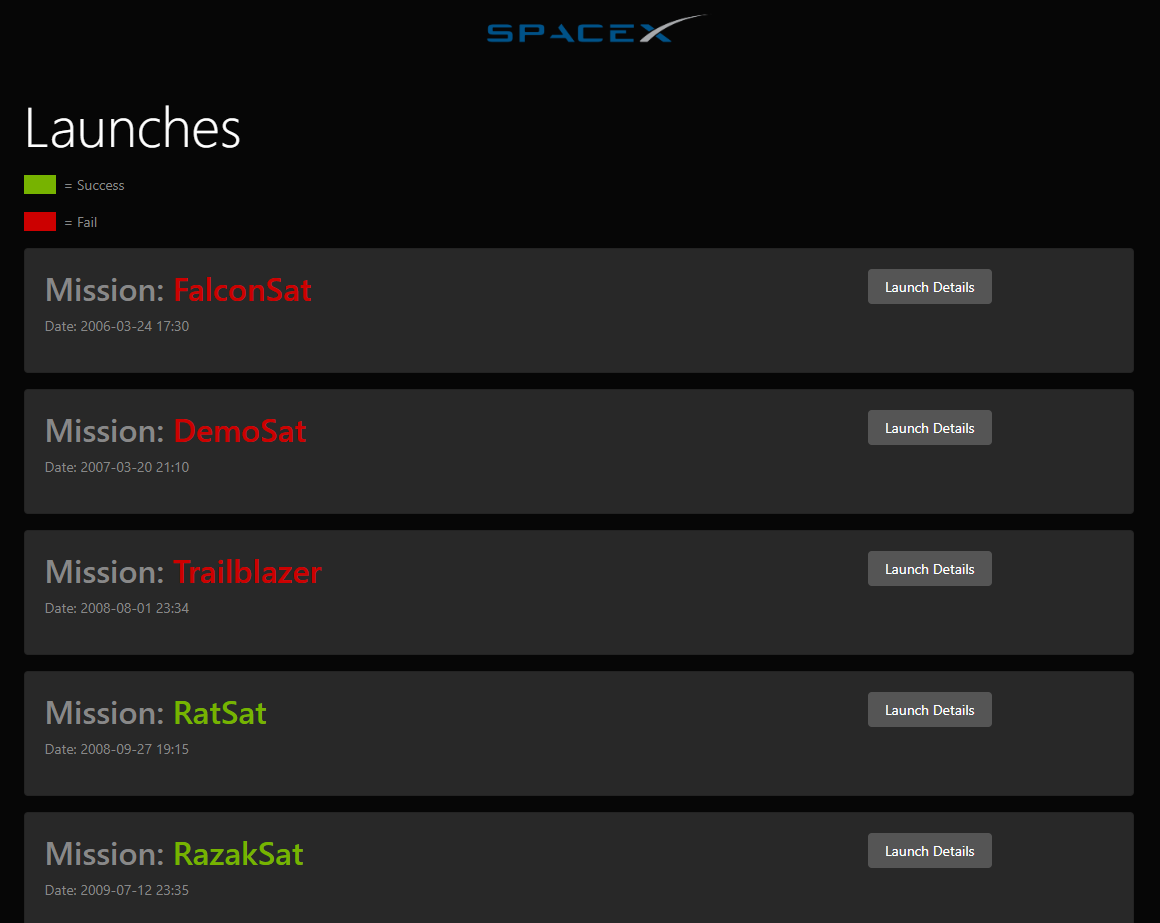 SPACEX
Launches
= Success
= Fail
Mission: FalconSat
Launch Details
Date: 2006-03-24 17:30
Mission: DemoSat
Launch Details
Date: 2007-03-20 21:10
Mission: Trailblazer
Launch Details
Date: 2008-08-01 23:34
Mission: RatSat
Launch Details
Date: 2008-09-27 19:15
Mission: RazakSat
Launch Details
Date: 2009-07-12 23:35